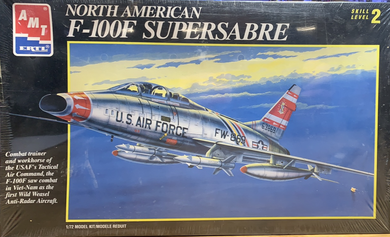 AMT
ERTL
NORTH AMERICAN
F-100F SUPERSABRE
SKILL
LEVEL 2
U.S. AIR FORCE
Combat trainer
and workhorse of
the USAF's Tactical
Air Command, the
F-100F saw combat
in Viet-Nam as the
first Wild Weasel
Anti-Radar Aircraft.
1/72 MODEL KIT/MODELE REDUIT